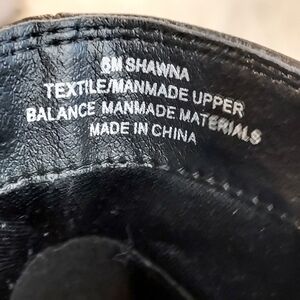 8M SHAWNA
TEXTILE/MANMADE UPPER
BALANCE MANMADE MATERIALS
MADE IN CHINA